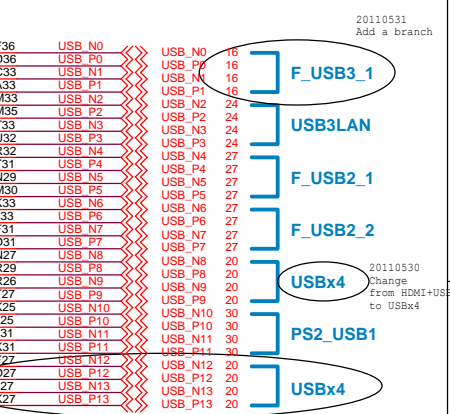 20110531
Add a branch
USB_N0 USB_N0 16
USB_P0 USB_P0 16
USB_N1 USB_N1 16
USB_P1 USB_P1 16
F_USB3_1
USB_N2 USB_N2 24
USB_P2 USB_P2 24
USB_N3 USB_N3 24
USB_P3 USB_P3 24
USB3LAN
USB_N4 USB_N4 27
USB_P4 USB_P4 27
USB_N5 USB_N5 27
USB_P5 USB_P5 27
F_USB2_1
USB_N6 USB_N6 27
USB_P6 USB_P6 27
USB_N7 USB_N7 27
USB_P7 USB_P7 27
F_USB2_2
USB_N8 USB_N8 20
USB_P8 USB_P8 20
USB_N9 USB_N9 20
USB_P9 USB_P9 20
USBx4
20110530
Change
from HDMI+USB
to USBx4
USB_N10 USB_N10 30
USB_P10 USB_P10 30
USB_N11 USB_N11 30
USB_P11 USB_P11 30
PS2_USB1
USB_N12 USB_N12 20
USB_P12 USB_P12 20
USB_N13 USB_N13 20
USB_P13 USB_P13 20
USBx4